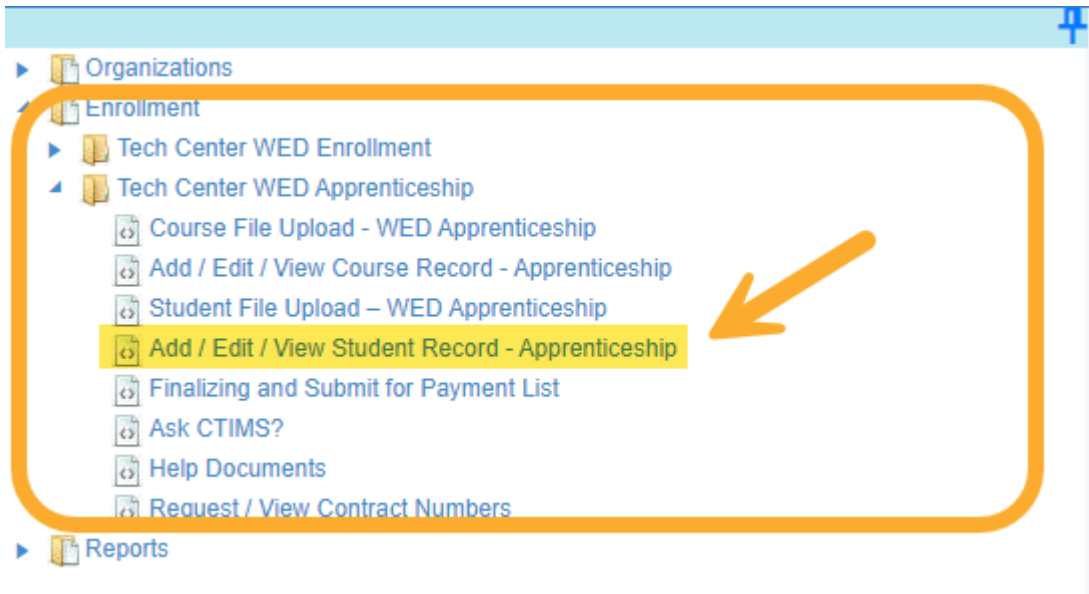 Organizations
Enrollment
Tech Center WED Enrollment
Tech Center WED Apprenticeship
Course File Upload - WED Apprenticeship
Add / Edit / View Course Record - Apprenticeship
Student File Upload – WED Apprenticeship
Add / Edit / View Student Record - Apprenticeship
Finalizing and Submit for Payment List
Ask CTIMS?
Help Documents
Request / View Contract Numbers
Reports